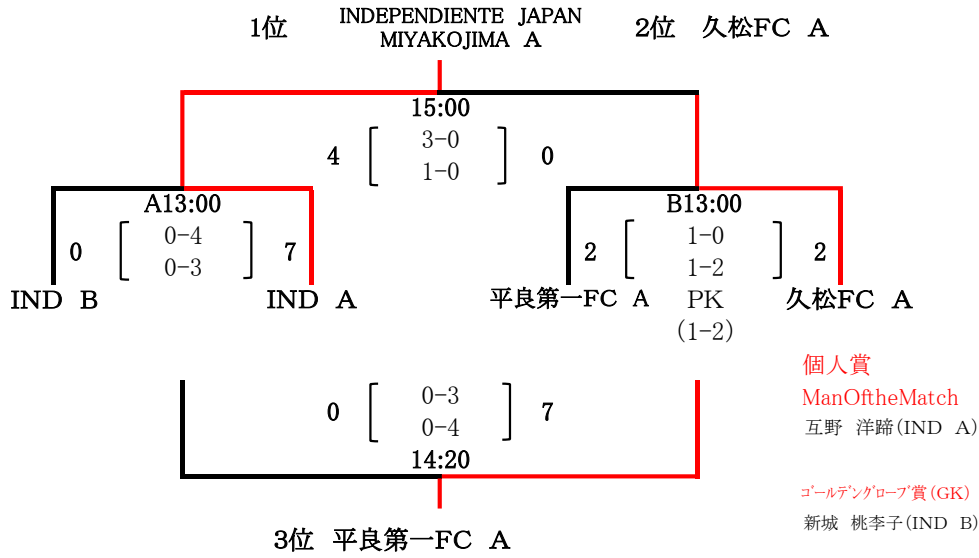 1位 INDEPENDIENTE JAPAN MIYAKOJIMA A 2位 久松FC A
15:00
4 3-0 0
1-0
A13:00 B13:00
0 0-4 7 2 1-0 2
0-3 1-2
IND B IND A 平良第一FC A PK 久松FC A
(1-2)
個人賞
ManOftheMatch
互野 洋蹄(IND A)
0 0-3 7
0-4
14:20
ゴールデングローブ賞(GK)
新城 桃李子(IND B)
3位 平良第一FC A